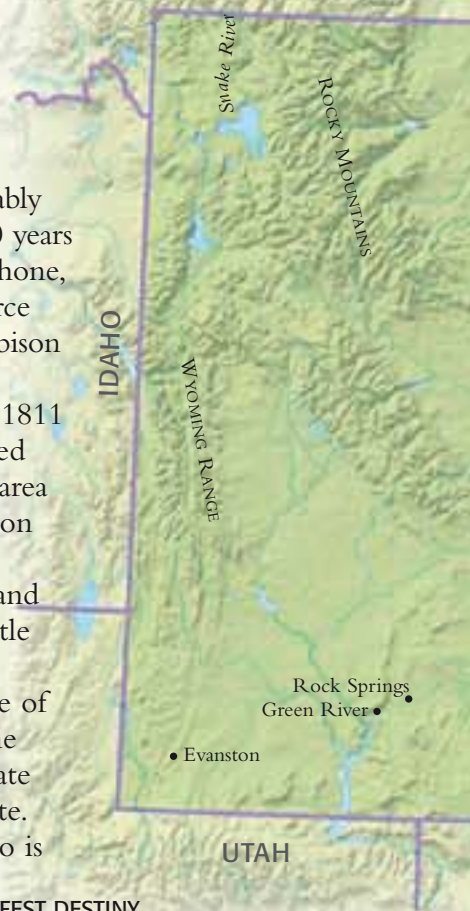 ably
0 years
hone,
rce
bison
1811
ed
area
on
and
tle
e of
he
ate
te.
o is
FEST DESTINY
Snake River
ROCKY MOUNTAINS
IDAHO
WYOMING RANGE
Rock Springs
Green River
Evanston
UTAH